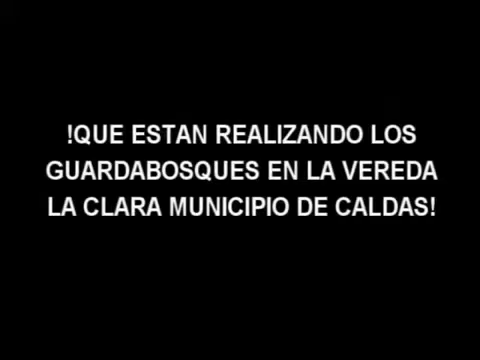 !QUE ESTAN REALIZANDO LOS
GUARDABOSQUES EN LA VEREDA
LA CLARA MUNICIPIO DE CALDAS!